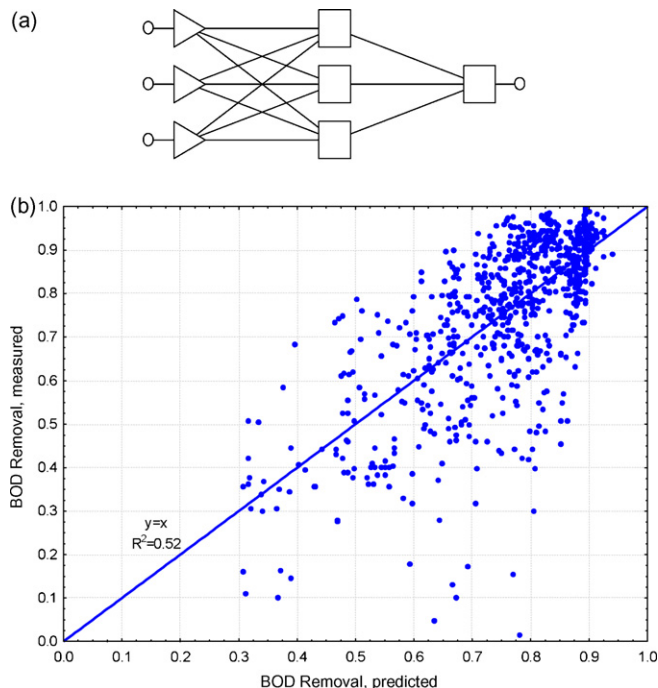 (a)
(b)
1.0
0.9
0.8
0.7
0.6
0.5
0.4
0.3
0.2
0.1
0.0
BOD Removal, measured
y=x
R²=0.52
0.0 0.1 0.2 0.3 0.4 0.5 0.6 0.7 0.8 0.9 1.0
BOD Removal, predicted